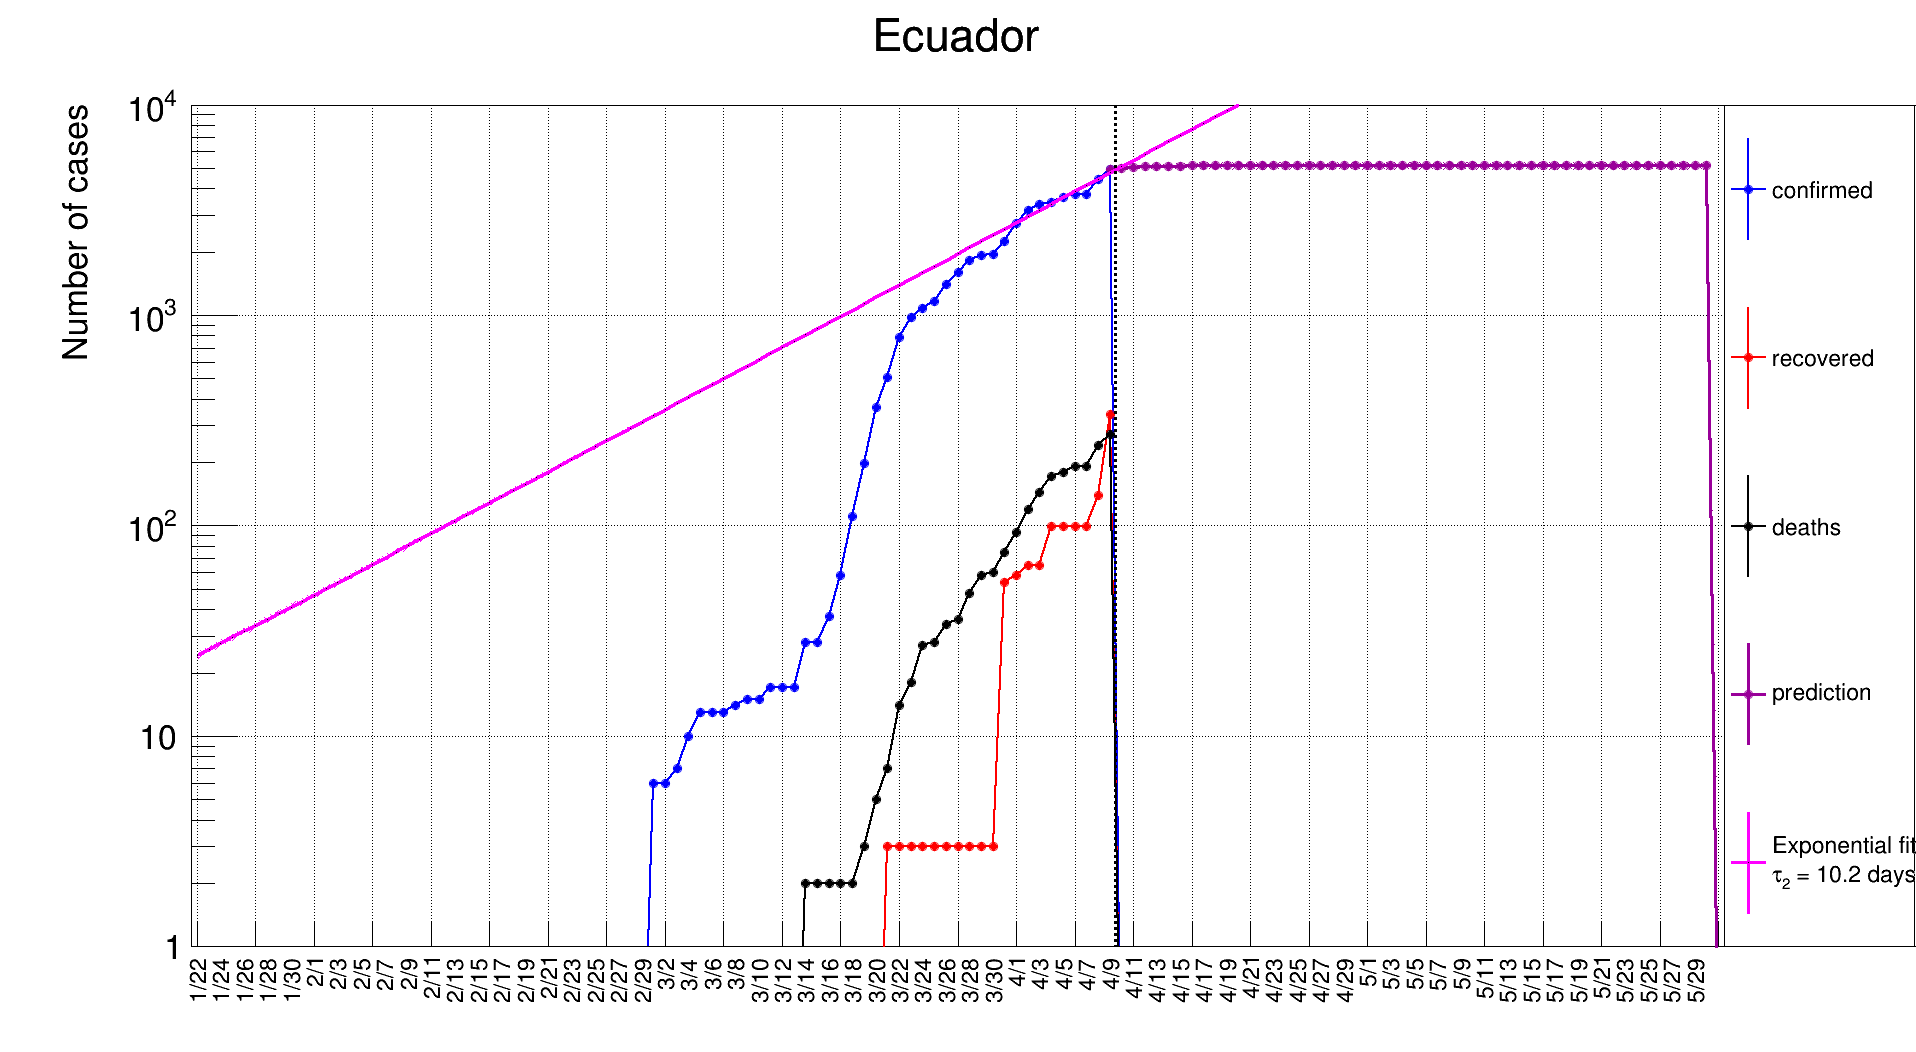 Ecuador
Number of cases
10⁴
10³
10²
10
1
1/22 1/24 1/26 1/28 1/30 2/1 2/3 2/5 2/7 2/9 2/11 2/13 2/15 2/17 2/19 2/21 2/23 2/25 2/27 2/29 3/2 3/4 3/6 3/8 3/10 3/12 3/14 3/16 3/18 3/20 3/22 3/24 3/26 3/28 3/30 4/1 4/3 4/5 4/7 4/9 4/11 4/13 4/15 4/17 4/19 4/21 4/23 4/25 4/27 4/29 5/1 5/3 5/5 5/7 5/9 5/11 5/13 5/15 5/17 5/19 5/21 5/23 5/25 5/27 5/29
confirmed
recovered
deaths
prediction
Exponential fit
τ₂ = 10.2 days